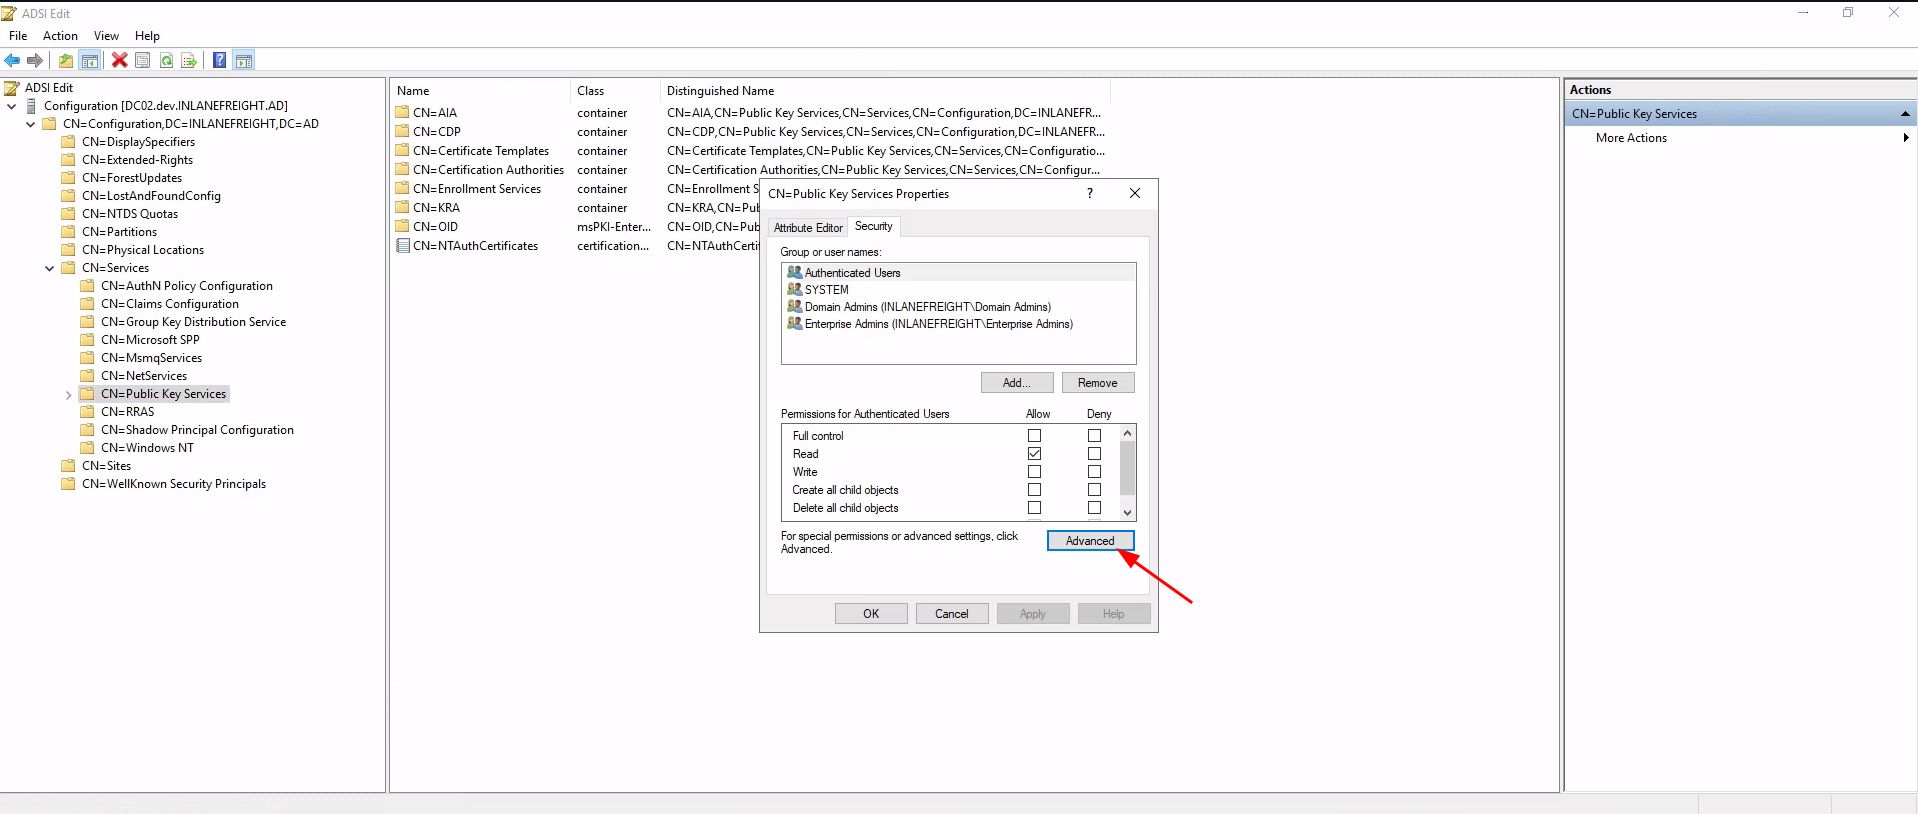 ADSI Edit
File Action View Help
ADSI Edit
Configuration [DC02.dev.INLANEFREIGHT.AD]
CN=Configuration,DC=INLANEFREIGHT,DC=AD
CN=DisplaySpecifiers
CN=Extended-Rights
CN=ForestUpdates
CN=LostAndFoundConfig
CN=NTDS Quotas
CN=Partitions
CN=Physical Locations
CN=Services
CN=AuthN Policy Configuration
CN=Claims Configuration
CN=Group Key Distribution Service
CN=Microsoft SPP
CN=MsmqServices
CN=NetServices
CN=Public Key Services
CN=RRAS
CN=Shadow Principal Configuration
CN=Windows NT
CN=Sites
CN=WellKnown Security Principals
Name Class Distinguished Name
CN=AIA container CN=AIA,CN=Public Key Services,CN=Services,CN=Configuration,DC=INLANEFR...
CN=CDP container CN=CDP,CN=Public Key Services,CN=Services,CN=Configuration,DC=INLANEFR...
CN=Certificate Templates container CN=Certificate Templates,CN=Public Key Services,CN=Services,CN=Configuratio...
CN=Certification Authorities container CN=Certification Authorities,CN=Public Key Services,CN=Services,CN=Configur...
CN=Enrollment Services container CN=Enrollment S
CN=KRA container CN=KRA,CN=Pub
CN=OID msPKI-Enter... CN=OID,CN=Pub
CN=NTAuthCertificates certification... CN=NTAuthCertif
CN=Public Key Services Properties ?
Attribute Editor Security
Group or user names:
Authenticated Users
SYSTEM
Domain Admins (INLANEFREIGHT\Domain Admins)
Enterprise Admins (INLANEFREIGHT\Enterprise Admins)
Add... Remove
Permissions for Authenticated Users Allow Deny
Full control
Read
Write
Create all child objects
Delete all child objects
For special permissions or advanced settings, click
Advanced.
Advanced
OK Cancel Apply Help
Actions
CN=Public Key Services
More Actions